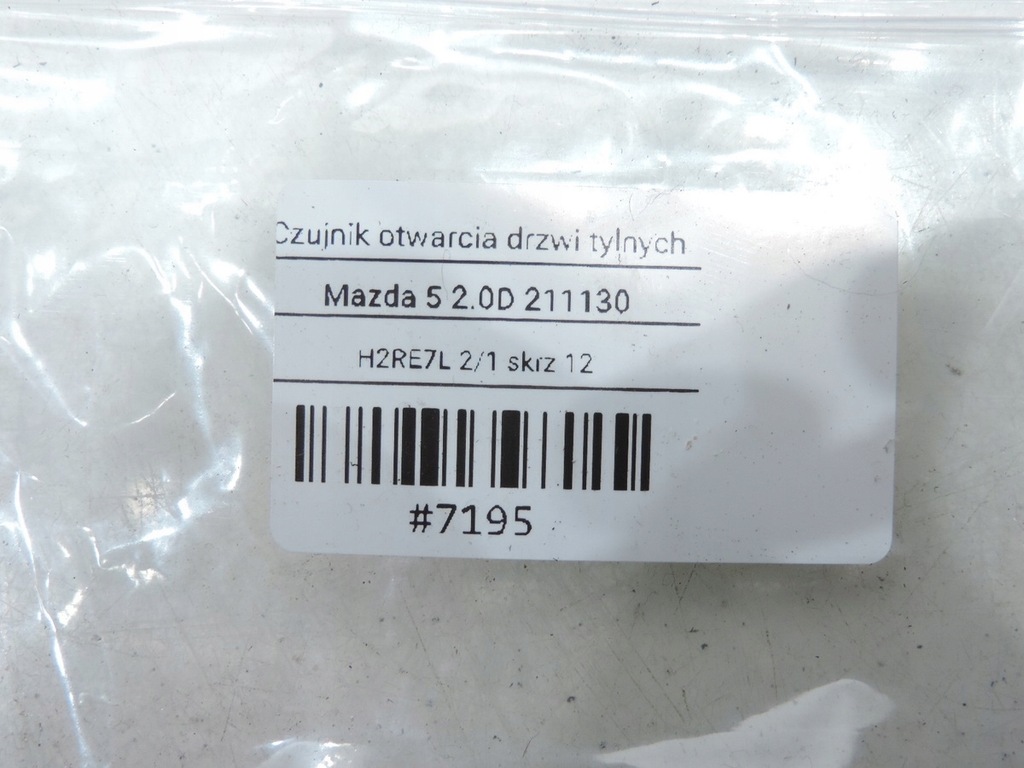 Czujnik otwarcia drzwi tylnych
Mazda 5 2.0D 211130
H2RE7L 2/1 skrz 12
#7195